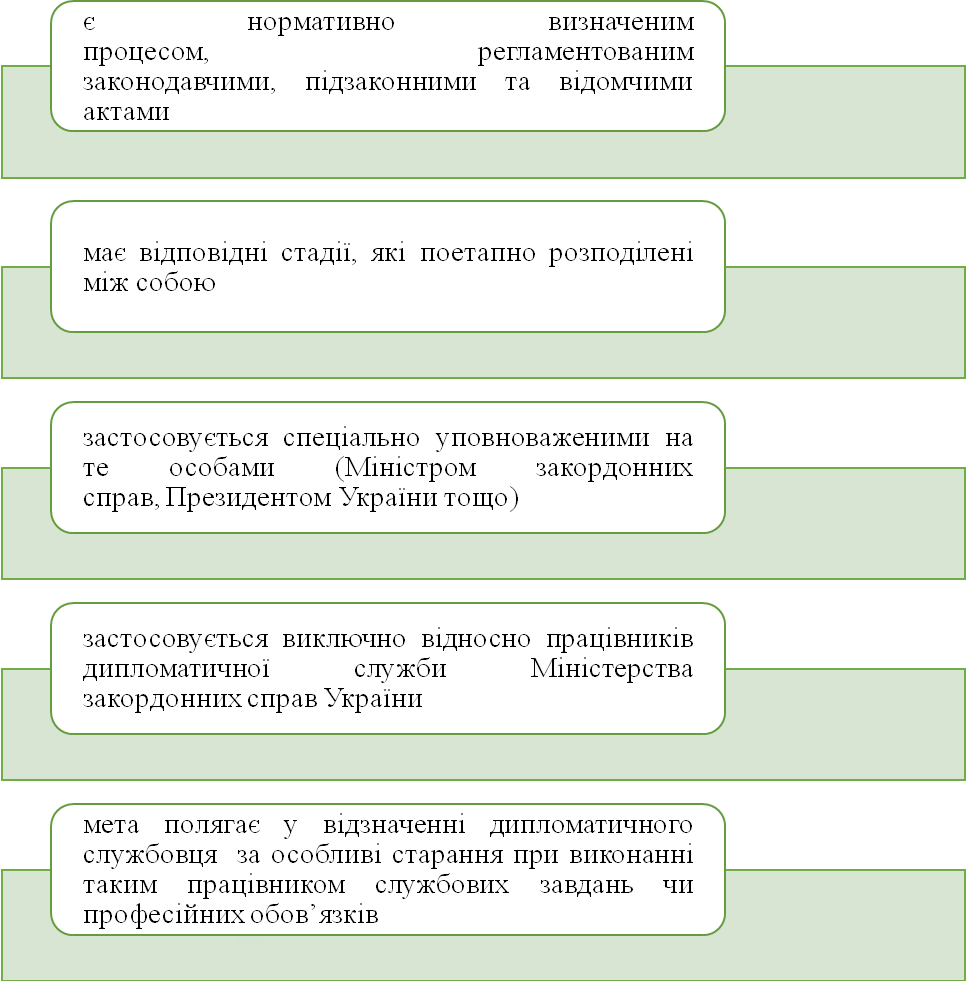 є нормативно визначеним
процесом, регламентованим
законодавчими, підзаконними та відомчими
актами
має відповідні стадії, які поетапно розподілені
між собою
застосовується спеціально уповноваженими на
те особами (Міністром закордонних
справ, Президентом України тощо)
застосовується виключно відносно працівників
дипломатичної служби Міністерства
закордонних справ України
мета полягає у відзначенні дипломатичного
службовця за особливі старання при виконанні
таким працівником службових завдань чи
професійних обов’язків